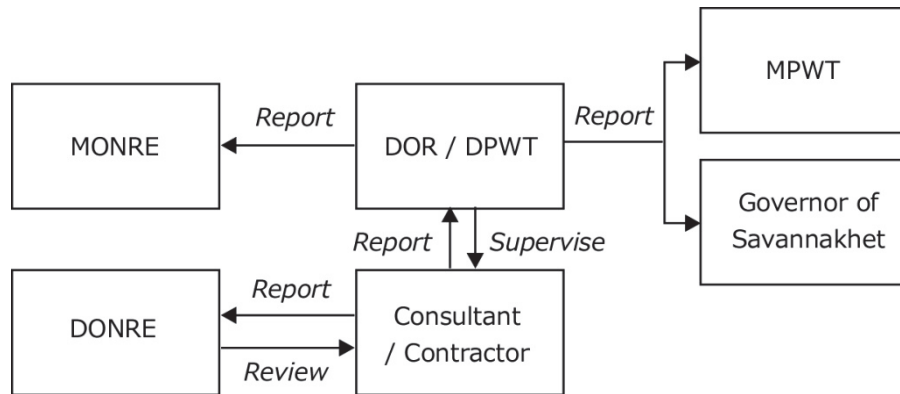 MPWT
Report
Report
MONRE
DOR / DPWT
Governor of
Savannakhet
Report
Supervise
Report
DONRE
Consultant
/ Contractor
Review